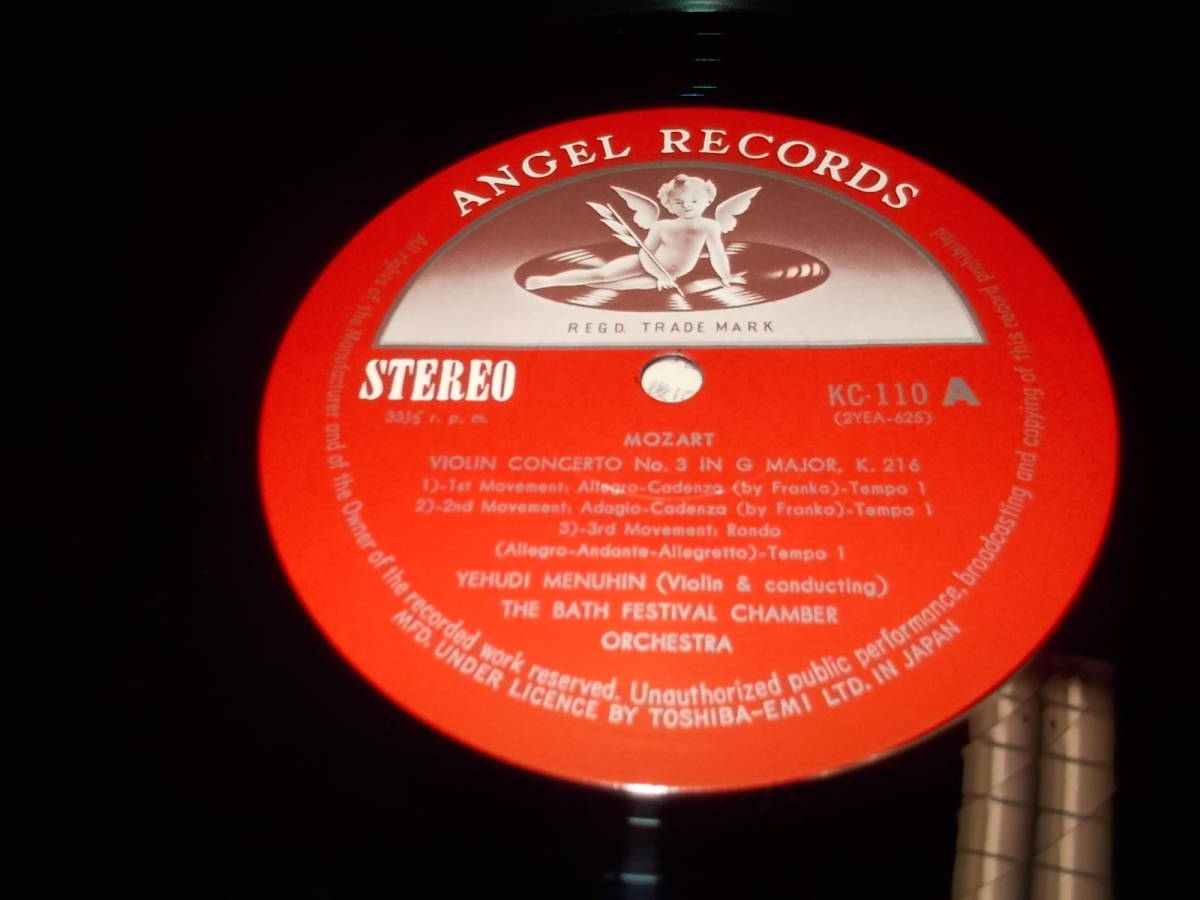 ANGEL RECORDS
REGD. TRADE MARK
STEREO
33⅓ r. p. m.
KC-110 A
(2YEA-625)
MOZART
VIOLIN CONCERTO No. 3 IN G MAJOR, K. 216
1)-1st Movement: Allegro-Cadenza (by Franko)-Tempo 1
2)-2nd Movement: Adagio-Cadenza (by Franko)-Tempo 1
3)-3rd Movement: Rondo
(Allegro-Andante-Allegretto)-Tempo 1
YEHUDI MENUHIN (Violin & conducting)
THE BATH FESTIVAL CHAMBER
ORCHESTRA
All rights of the Manufacturer and of the Owner of the recorded work reserved. Unauthorized public performance, broadcasting and copying of this record prohibited
MFD. UNDER LICENCE BY TOSHIBA-EMI LTD. IN JAPAN